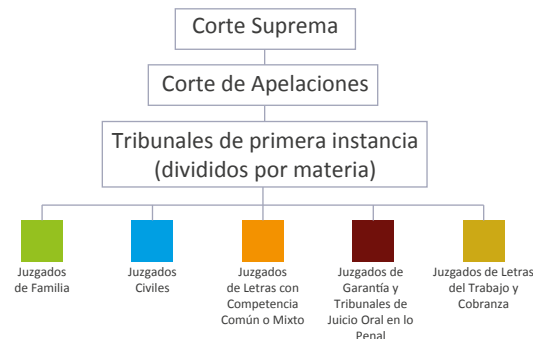 Corte Suprema
Corte de Apelaciones
Tribunales de primera instancia
(divididos por materia)
Juzgados
de Familia
Juzgados
Civiles
Juzgados
de Letras con
Competencia
Común o Mixto
Juzgados de
Garantía y
Tribunales de
Juicio Oral en lo
Penal
Juzgados de Letras
del Trabajo y
Cobranza